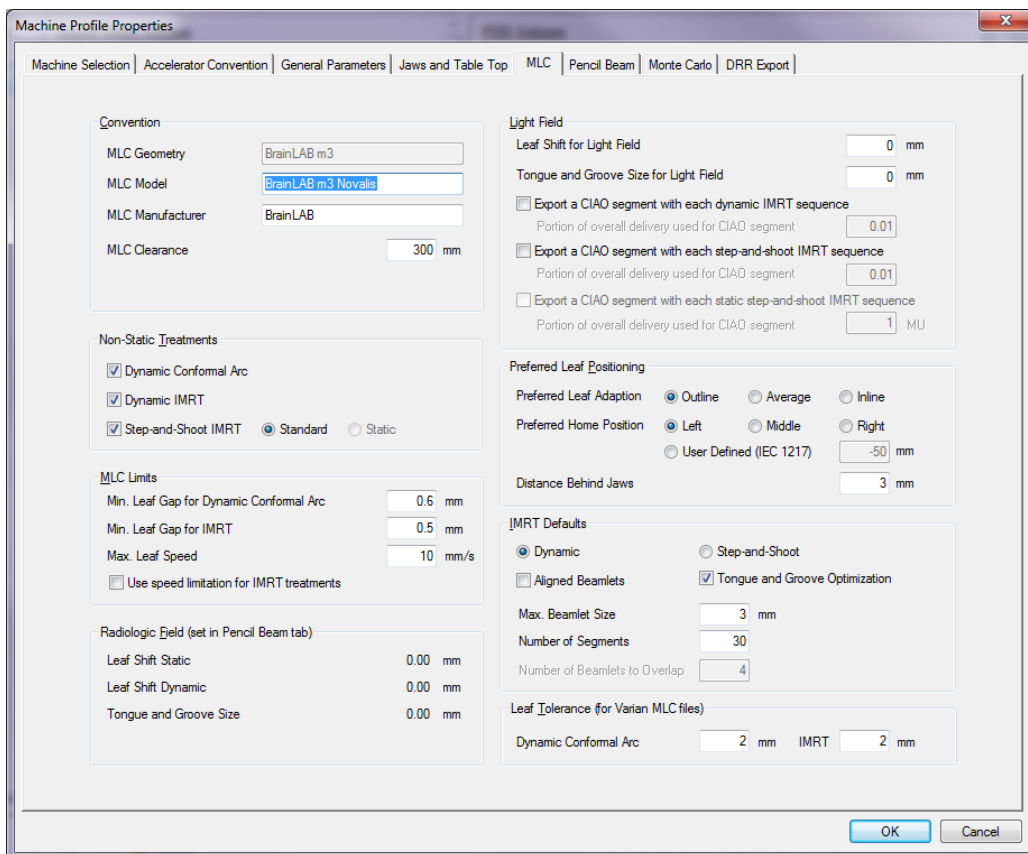 Machine Profile Properties
Machine Selection Accelerator Convention General Parameters Jaws and Table Top MLC Pencil Beam Monte Carlo DRR Export
Convention
MLC Geometry BrainLAB m3
MLC Model BrainLAB m3 Novalis
MLC Manufacturer BrainLAB
MLC Clearance 300 mm
Non-Static Treatments
Dynamic Conformal Arc
Dynamic IMRT
Step-and-Shoot IMRT Standard Static
MLC Limits
Min. Leaf Gap for Dynamic Conformal Arc 0.6 mm
Min. Leaf Gap for IMRT 0.5 mm
Max. Leaf Speed 10 mm/s
Use speed limitation for IMRT treatments
Radiologic Field (set in Pencil Beam tab)
Leaf Shift Static 0.00 mm
Leaf Shift Dynamic 0.00 mm
Tongue and Groove Size 0.00 mm
Light Field
Leaf Shift for Light Field 0 mm
Tongue and Groove Size for Light Field 0 mm
Export a CIAO segment with each dynamic IMRT sequence
Portion of overall delivery used for CIAO segment 0.01
Export a CIAO segment with each step-and-shoot IMRT sequence
Portion of overall delivery used for CIAO segment 0.01
Export a CIAO segment with each static step-and-shoot IMRT sequence
Portion of overall delivery used for CIAO segment 1 MU
Preferred Leaf Positioning
Preferred Leaf Adaption Outline Average Inline
Preferred Home Position Left Middle Right
User Defined (IEC 1217) -50 mm
Distance Behind Jaws 3 mm
IMRT Defaults
Dynamic Step-and-Shoot
Aligned Beamlets Tongue and Groove Optimization
Max. Beamlet Size 3 mm
Number of Segments 30
Number of Beamlets to Overlap 4
Leaf Tolerance (for Varian MLC files)
Dynamic Conformal Arc 2 mm IMRT 2 mm
OK Cancel